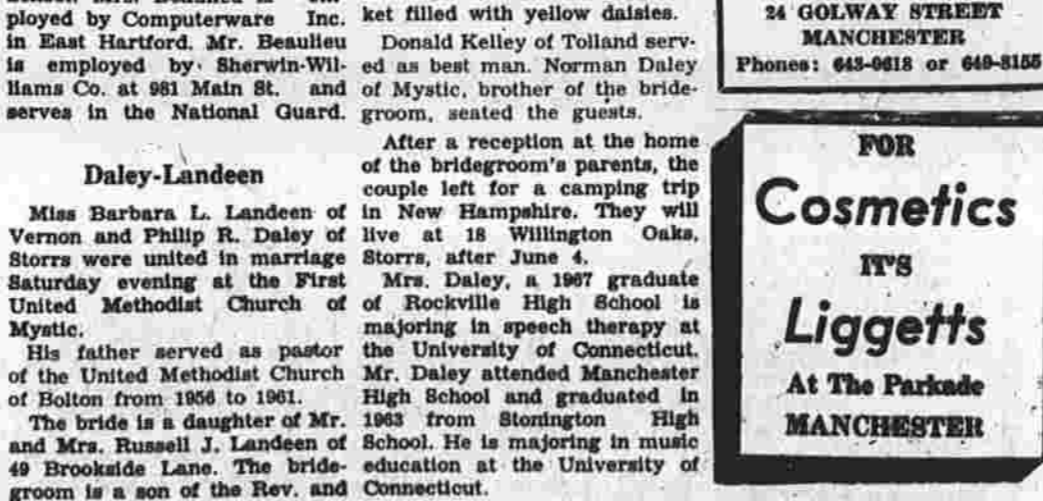 ployed by Computerware Inc.
in East Hartford. Mr. Beaulieu
is employed by Sherwin-Wil-
liams Co. at 981 Main St. and
serves in the National Guard.
Daley-Landeen
Miss Barbara L. Landeen of
Vernon and Philip R. Daley of
Storrs were united in marriage
Saturday evening at the First
United Methodist Church of
Mystic.
His father served as pastor
of the United Methodist Church
of Bolton from 1956 to 1961.
The bride is a daughter of Mr.
and Mrs. Russell J. Landeen of
49 Brookside Lane. The bride-
groom is a son of the Rev. and
ket filled with yellow daisies.
Donald Kelley of Tolland serv-
ed as best man. Norman Daley
of Mystic, brother of the bride-
groom, seated the guests.
After a reception at the home
of the bridegroom's parents, the
couple left for a camping trip
in New Hampshire. They will
live at 18 Willington Oaks,
Storrs, after June 4.
Mrs. Daley, a 1967 graduate
of Rockville High School is
majoring in speech therapy at
the University of Connecticut.
Mr. Daley attended Manchester
High School and graduated in
1963 from Stonington High
School. He is majoring in music
education at the University of
Connecticut.
24 GOLWAY STREET
MANCHESTER
Phones: 643-0618 or 649-8155
FOR
Cosmetics
IT'S
Liggetts
At The Parkade
MANCHESTER